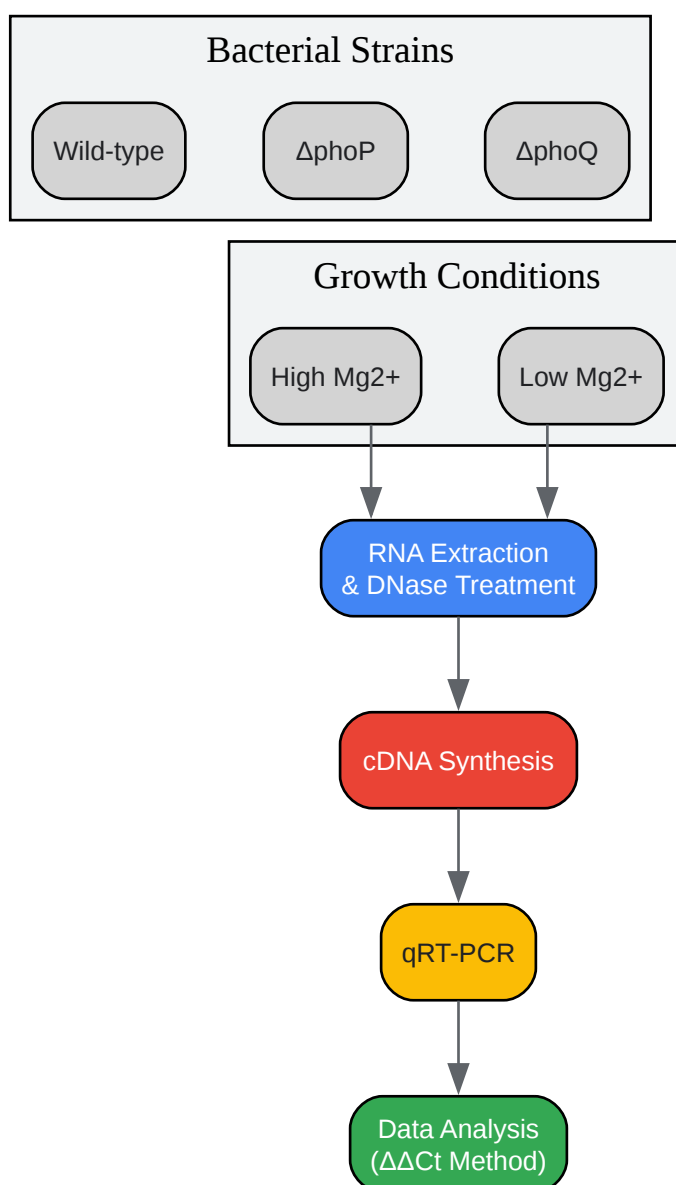 Bacterial Strains
Wild-type
ΔphoP
ΔphoQ
Growth Conditions
High Mg2+
Low Mg2+
RNA Extraction
& DNase Treatment
cDNA Synthesis
qRT-PCR
Data Analysis
(ΔΔCt Method)